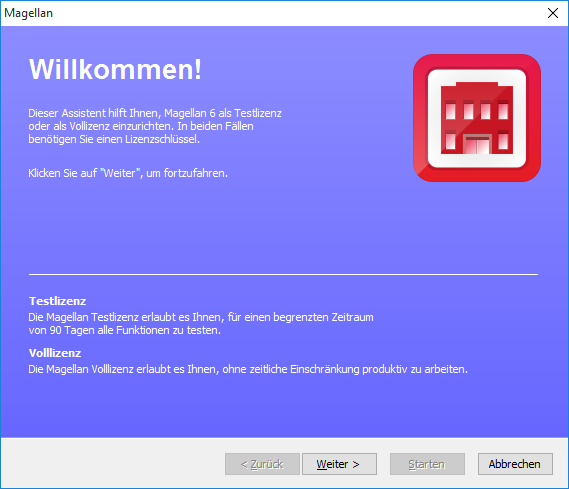 Magellan
Willkommen!
Dieser Assistent hilft Ihnen, Magellan 6 als Testlizenz
oder als Vollizenz einzurichten. In beiden Fällen
benötigen Sie einen Lizenzschlüssel.
Klicken Sie auf "Weiter", um fortzufahren.
Testlizenz
Die Magellan Testlizenz erlaubt es Ihnen, für einen begrenzten Zeitraum
von 90 Tagen alle Funktionen zu testen.
Volllizenz
Die Magellan Volllizenz erlaubt es Ihnen, ohne zeitliche Einschränkung produktiv zu arbeiten.
< Zurück Weiter > Starten Abbrechen